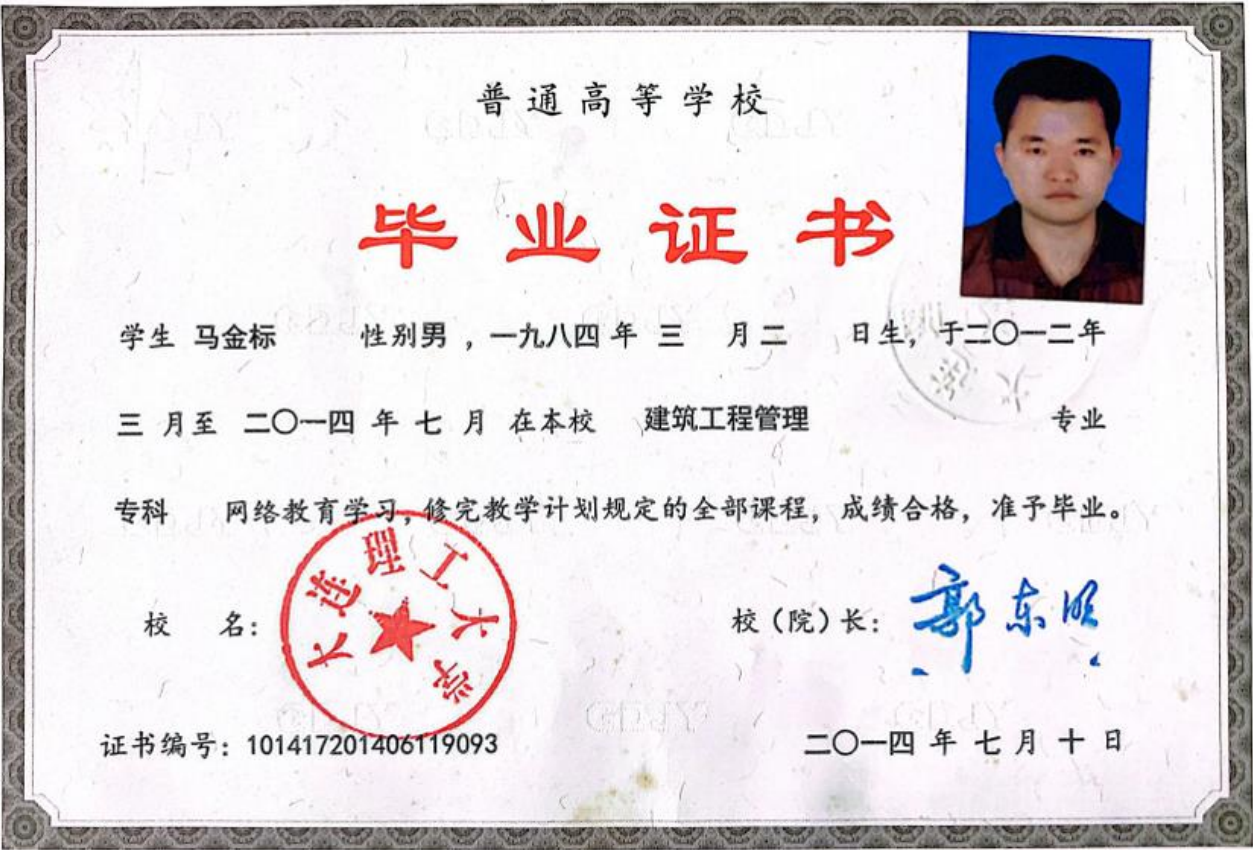 普通高等学校
毕业证书
学生 马金标 性别男，一九八四年 三 月二 日生，于二〇一二年
三 月至 二〇一四 年 七 月 在本校 建筑工程管理 专业
专科 网络教育学习，修完教学计划规定的全部课程，成绩合格，准予毕业。
大连理工大学
校 名： 校（院）长： 郭东明
证书编号：101417201406119093 二〇一四 年 七 月 十 日